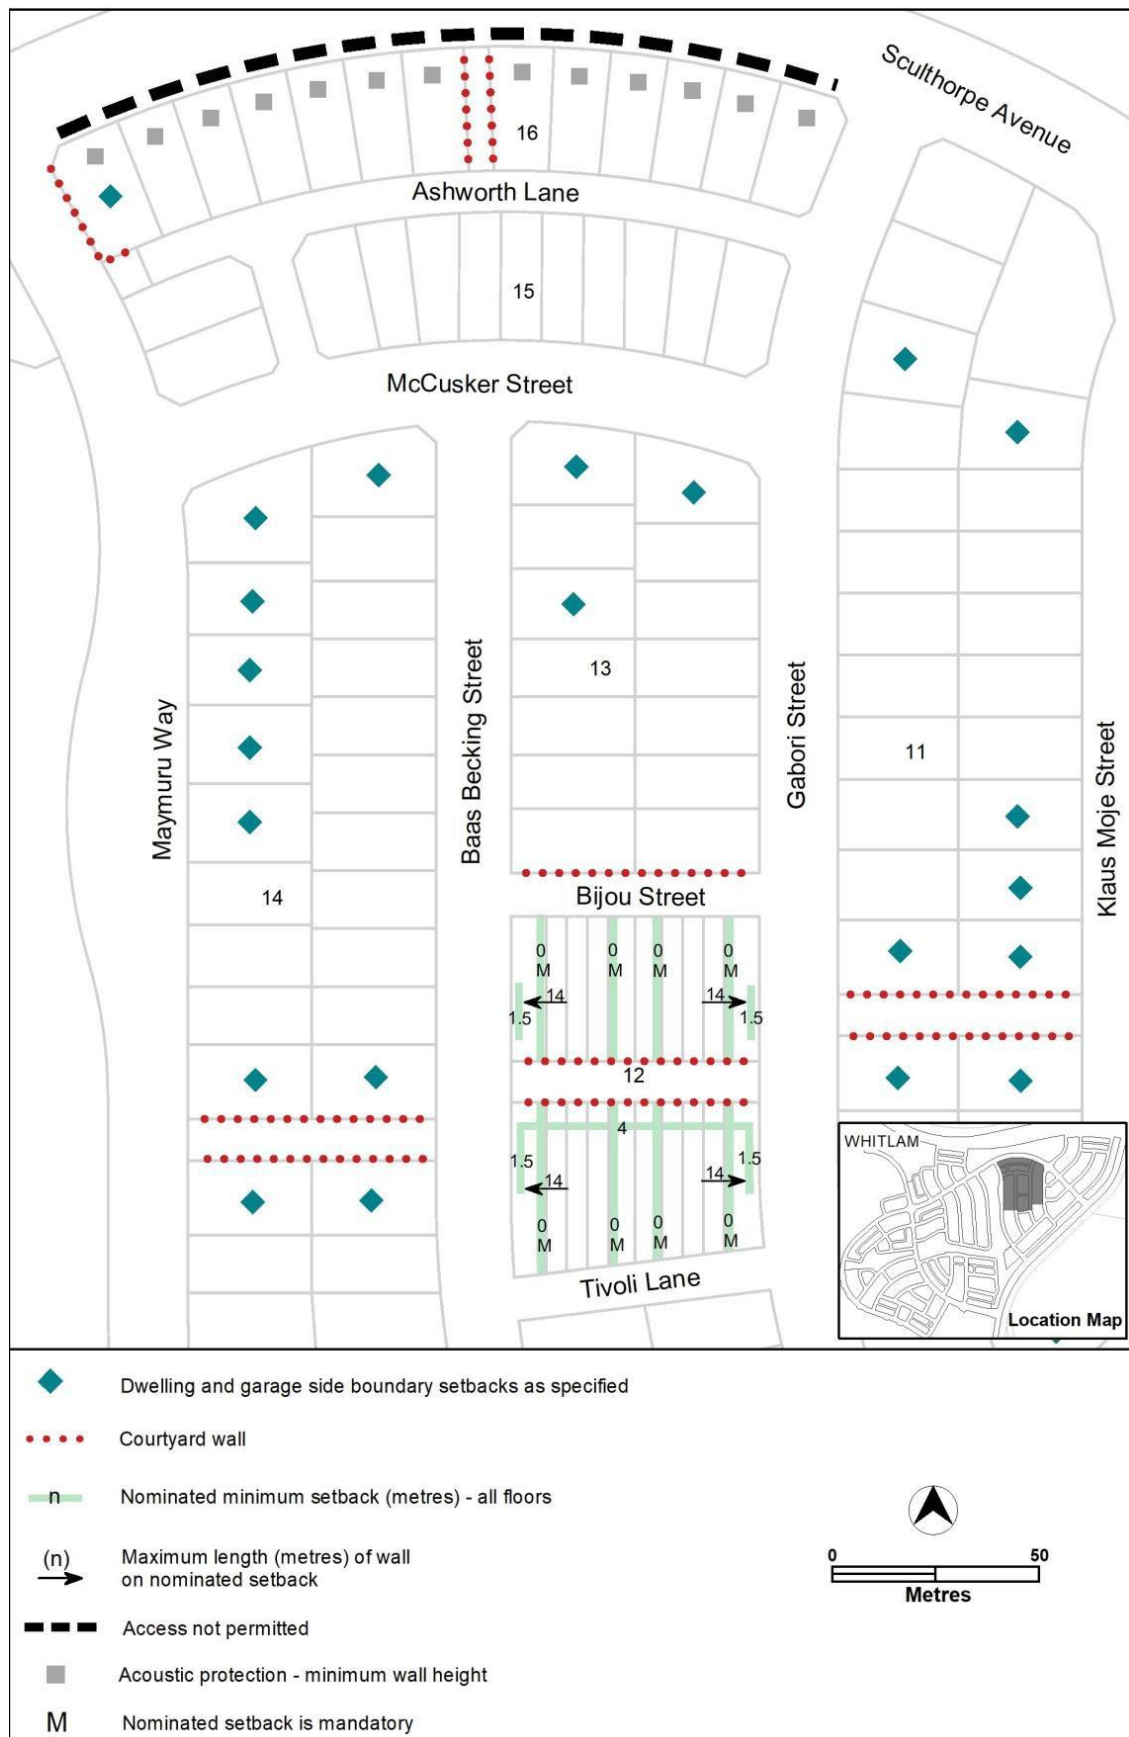 Sculthorpe Avenue
16
Ashworth Lane
15
McCusker Street
13
Maymuru Way
Baas Becking Street
Gabori Street
11
Klaus Moje Street
14
Bijou Street
0 0 0 0
M M M M
14 14
1.5 1.5
12
4
1.5 1.5
14 14
0 0 0 0
M M M M
Tivoli Lane
WHITLAM
Location Map
Dwelling and garage side boundary setbacks as specified
Courtyard wall
n Nominated minimum setback (metres) - all floors
(n) Maximum length (metres) of wall
on nominated setback
0 50
Metres
Access not permitted
Acoustic protection - minimum wall height
M Nominated setback is mandatory